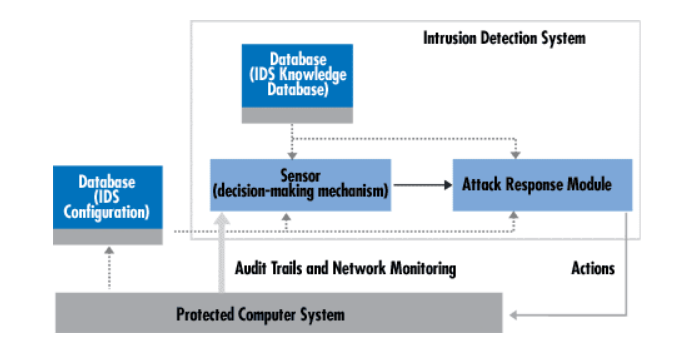 Intrusion Detection System
Database
(IDS Knowledge
Database)
Database
(IDS
Configuration)
Sensor
(decision-making mechanism)
Attack Response Module
Audit Trails and Network Monitoring
Actions
Protected Computer System